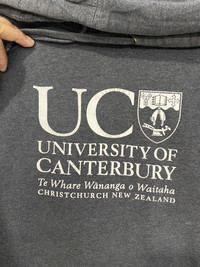 UC
UNIVERSITY OF
CANTERBURY
Te Whare Wānanga o Waitaha
CHRISTCHURCH NEW ZEALAND